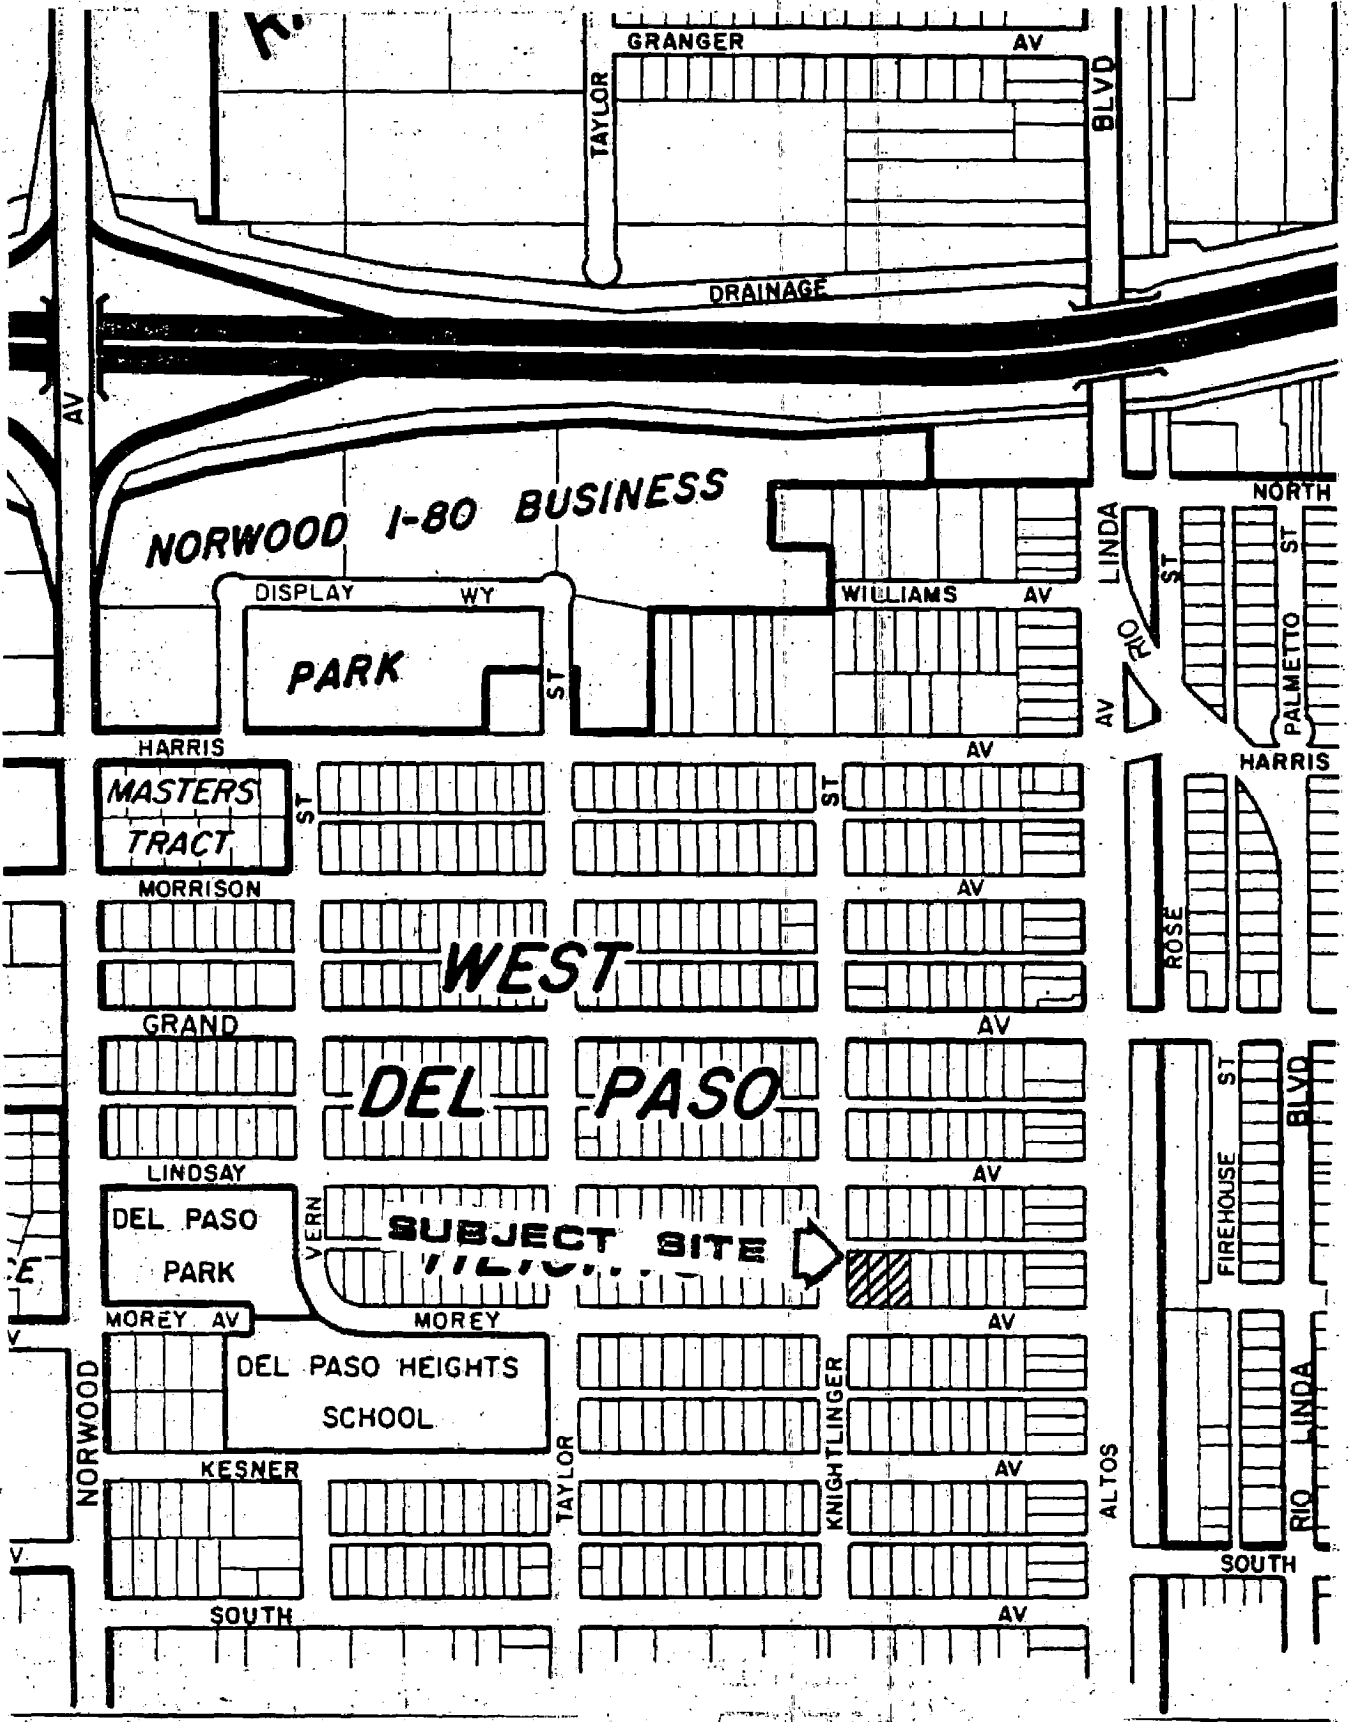 GRANGER AV
TAYLOR
BLVD
DRAINAGE
AV
NORWOOD I-80 BUSINESS
PARK
NORTH
LINDA
ST
ST
DISPLAY WY
WILLIAMS AV
RIO
PALMETTO
ST
AV
HARRIS AV
HARRIS
MASTERS
TRACT
ST
ST
MORRISON AV
ROSE
WEST
GRAND AV
DEL PASO
ST
BLVD
LINDSAY AV
FIREHOUSE
DEL PASO
PARK
VERN
SUBJECT SITE
E
MOREY AV
MOREY AV
V
DEL PASO HEIGHTS
SCHOOL
NORWOOD
KNIGHTLINGER
LINDA
RIO
KESNER AV
TAYLOR
ALTOS
V
SOUTH
SOUTH AV